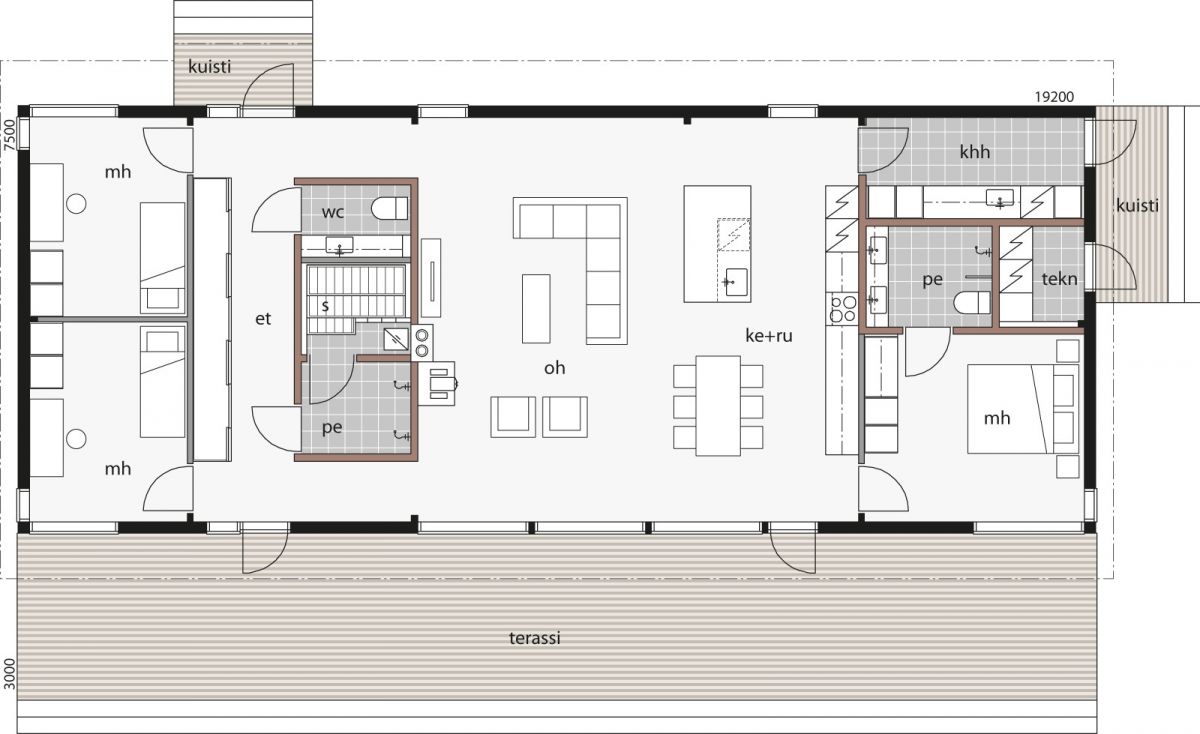 kuisti
19200
7500
mh
khh
wc
kuisti
pe
tekn
s
et
ke+ru
oh
mh
pe
mh
terassi
3000